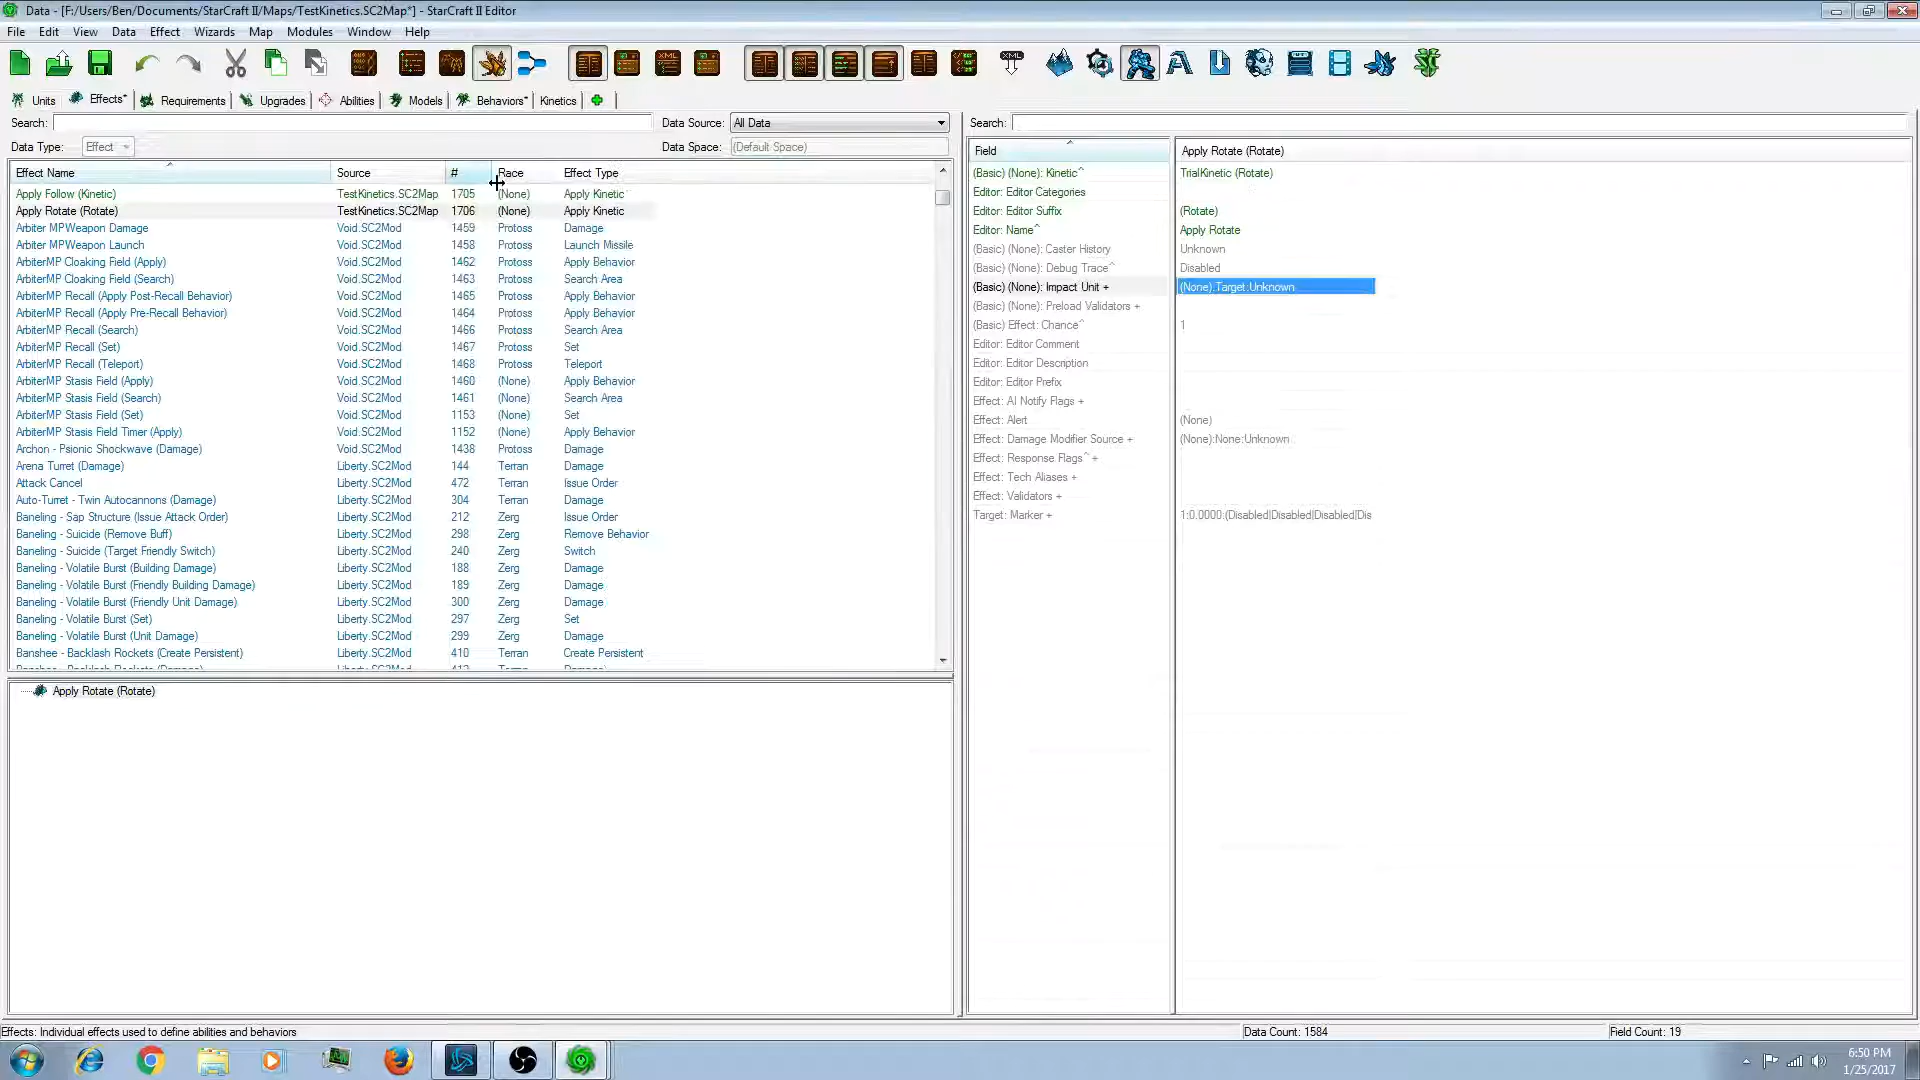 Data - [F:/Users/Ben/Documents/StarCraft II/Maps/TestKinetics.SC2Map*] - StarCraft II Editor
File Edit View Data Effect Wizards Map Modules Window Help
Units Effects* Requirements Upgrades Abilities Models Behaviors* Kinetics
Search: Data Source: All Data Search:
Data Type: Effect Data Space: (Default Space)
Effect Name Source # Race Effect Type
Apply Follow (Kinetic) TestKinetics.SC2Map 1705 (None) Apply Kinetic
Apply Rotate (Rotate) TestKinetics.SC2Map 1706 (None) Apply Kinetic
Arbiter MPWeapon Damage Void.SC2Mod 1459 Protoss Damage
Arbiter MPWeapon Launch Void.SC2Mod 1458 Protoss Launch Missile
ArbiterMP Cloaking Field (Apply) Void.SC2Mod 1462 Protoss Apply Behavior
ArbiterMP Cloaking Field (Search) Void.SC2Mod 1463 Protoss Search Area
ArbiterMP Recall (Apply Post-Recall Behavior) Void.SC2Mod 1465 Protoss Apply Behavior
ArbiterMP Recall (Apply Pre-Recall Behavior) Void.SC2Mod 1464 Protoss Apply Behavior
ArbiterMP Recall (Search) Void.SC2Mod 1466 Protoss Search Area
ArbiterMP Recall (Set) Void.SC2Mod 1467 Protoss Set
ArbiterMP Recall (Teleport) Void.SC2Mod 1468 Protoss Teleport
ArbiterMP Stasis Field (Apply) Void.SC2Mod 1460 (None) Apply Behavior
ArbiterMP Stasis Field (Search) Void.SC2Mod 1461 (None) Search Area
ArbiterMP Stasis Field (Set) Void.SC2Mod 1153 (None) Set
ArbiterMP Stasis Field Timer (Apply) Void.SC2Mod 1152 (None) Apply Behavior
Archon - Psionic Shockwave (Damage) Void.SC2Mod 1438 Protoss Damage
Arena Turret (Damage) Liberty.SC2Mod 144 Terran Damage
Attack Cancel Liberty.SC2Mod 472 Terran Issue Order
Auto-Turret - Twin Autocannons (Damage) Liberty.SC2Mod 304 Terran Damage
Baneling - Sap Structure (Issue Attack Order) Liberty.SC2Mod 212 Zerg Issue Order
Baneling - Suicide (Remove Buff) Liberty.SC2Mod 298 Zerg Remove Behavior
Baneling - Suicide (Target Friendly Switch) Liberty.SC2Mod 240 Zerg Switch
Baneling - Volatile Burst (Building Damage) Liberty.SC2Mod 188 Zerg Damage
Baneling - Volatile Burst (Friendly Building Damage) Liberty.SC2Mod 189 Zerg Damage
Baneling - Volatile Burst (Friendly Unit Damage) Liberty.SC2Mod 300 Zerg Damage
Baneling - Volatile Burst (Set) Liberty.SC2Mod 297 Zerg Set
Baneling - Volatile Burst (Unit Damage) Liberty.SC2Mod 299 Zerg Damage
Banshee - Backlash Rockets (Create Persistent) Liberty.SC2Mod 410 Terran Create Persistent
Apply Rotate (Rotate)
Field Apply Rotate (Rotate)
(Basic) (None): Kinetic^ TrialKinetic (Rotate)
Editor: Editor Categories
Editor: Editor Suffix (Rotate)
Editor: Name^ Apply Rotate
(Basic) (None): Caster History Unknown
(Basic) (None): Debug Trace^ Disabled
(Basic) (None): Impact Unit + (None):Target:Unknown
(Basic) (None): Preload Validators +
(Basic) Effect: Chance^ 1
Editor: Editor Comment
Editor: Editor Description
Editor: Editor Prefix
Effect: AI Notify Flags +
Effect: Alert (None)
Effect: Damage Modifier Source + (None):None:Unknown
Effect: Response Flags^ +
Effect: Tech Aliases +
Effect: Validators +
Target: Marker + 1:0.0000:(Disabled|Disabled|Disabled|Dis
Effects: Individual effects used to define abilities and behaviors Data Count: 1584 Field Count: 19
6:50 PM
1/25/2017